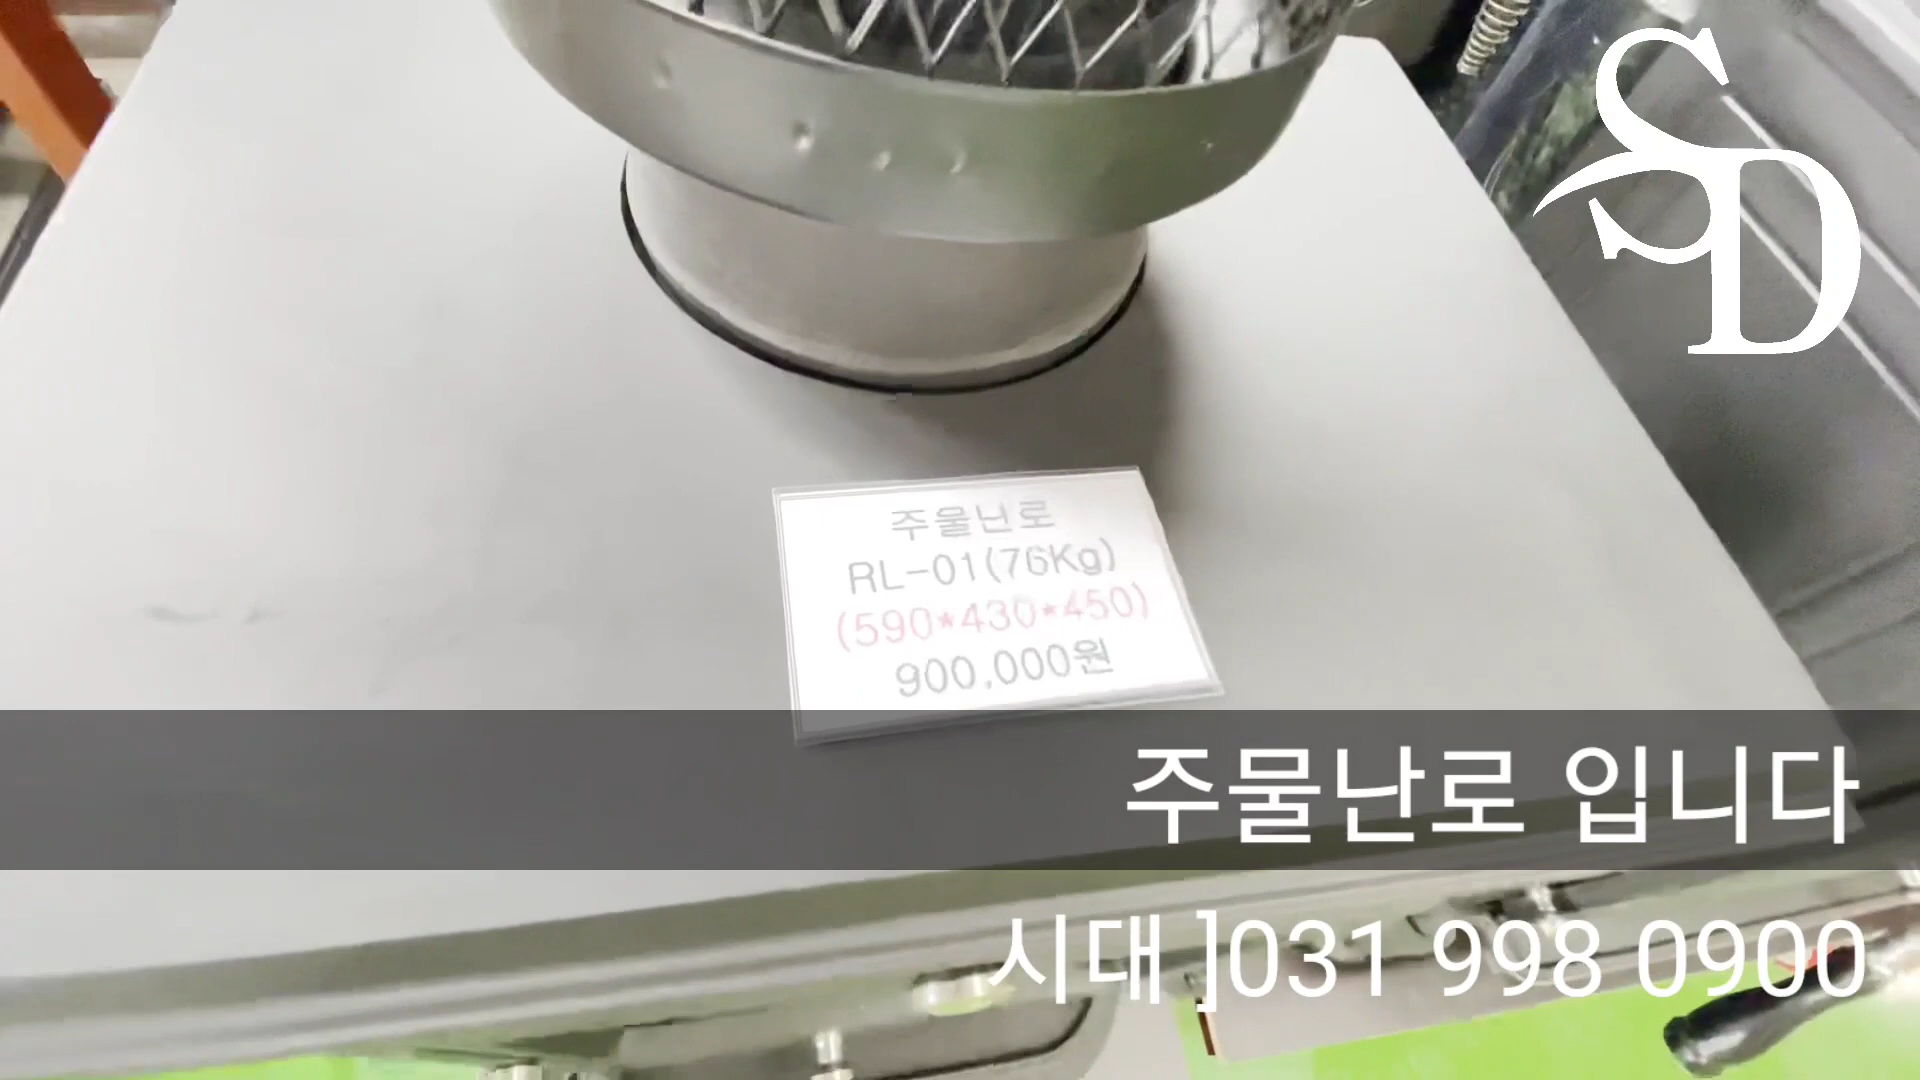 SD
주물난로
RL-01(76Kg)
(590*430*450)
900,000원
주물난로 입니다
시대 ]031 998 0900